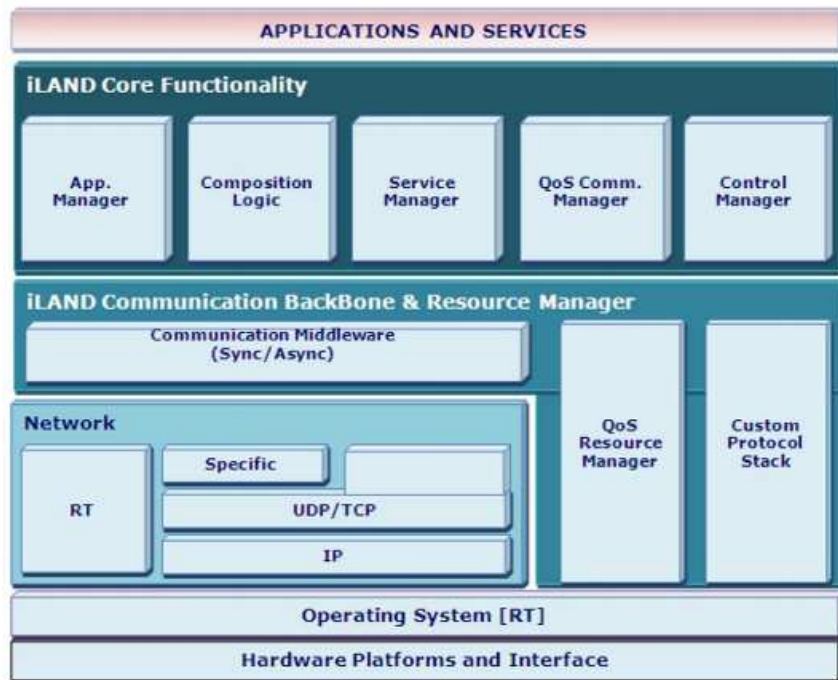 APPLICATIONS AND SERVICES
iLAND Core Functionality
App.
Manager
Composition
Logic
Service
Manager
QoS Comm.
Manager
Control
Manager
iLAND Communication BackBone & Resource Manager
Communication Middleware
(Sync/Async)
QoS
Resource
Manager
Custom
Protocol
Stack
Network
RT
Specific
UDP/TCP
IP
Operating System [RT]
Hardware Platforms and Interface